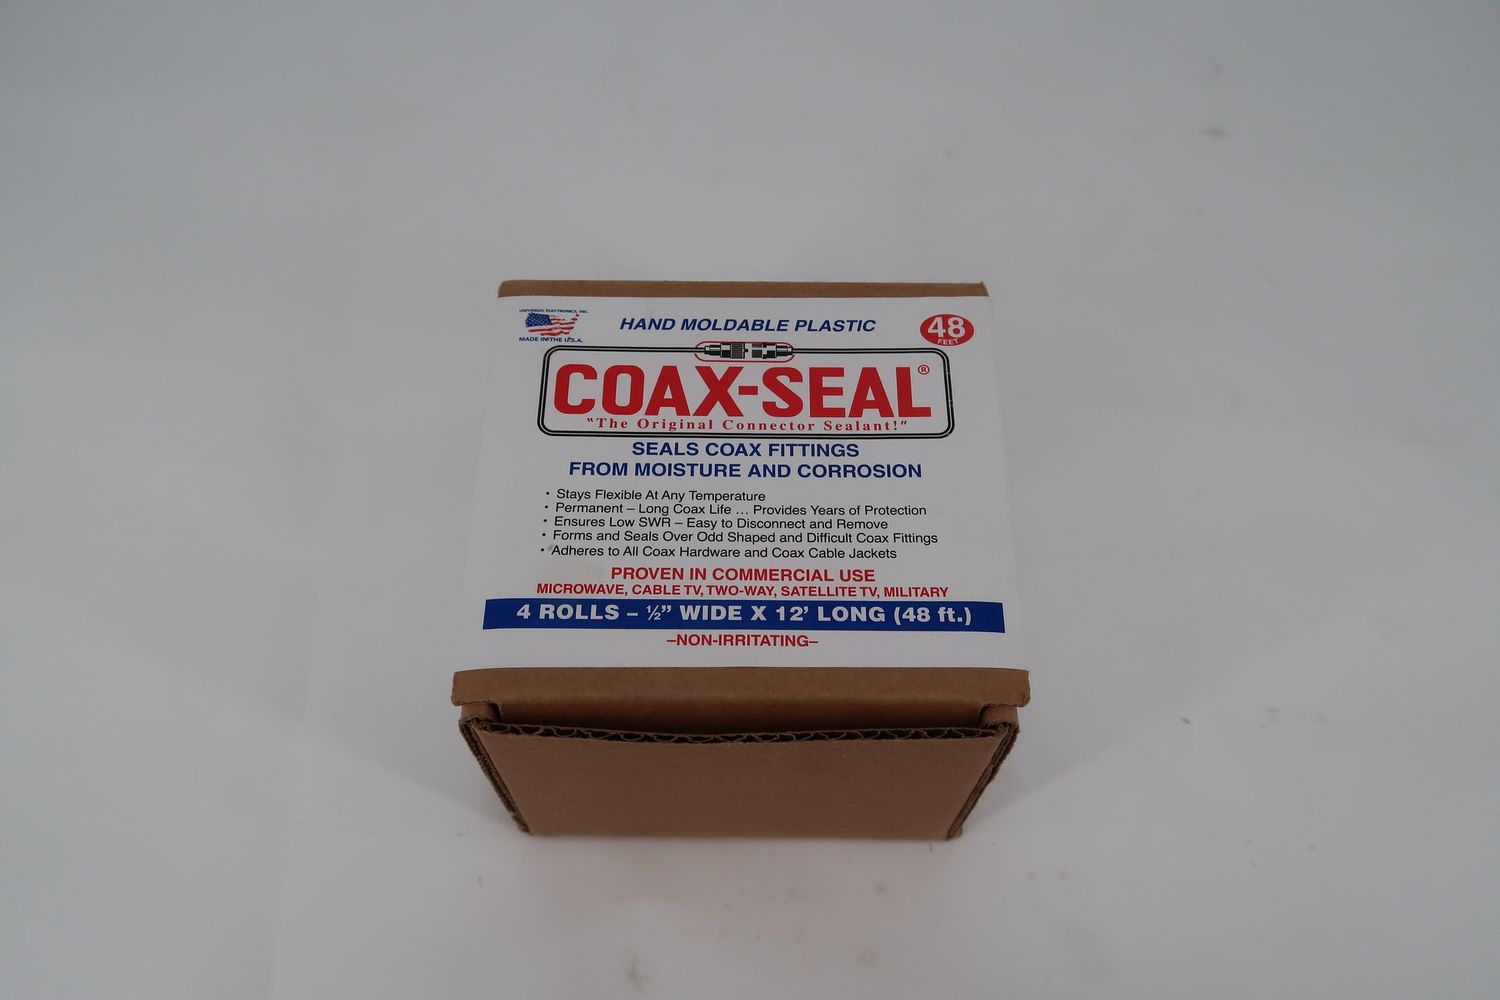 UNIVERSAL ELECTRONICS, INC.
MADE IN THE U.S.A.
HAND MOLDABLE PLASTIC
48
FEET
COAX-SEAL®
"The Original Connector Sealant!"
SEALS COAX FITTINGS
FROM MOISTURE AND CORROSION
• Stays Flexible At Any Temperature
• Permanent – Long Coax Life ... Provides Years of Protection
• Ensures Low SWR – Easy to Disconnect and Remove
• Forms and Seals Over Odd Shaped and Difficult Coax Fittings
• Adheres to All Coax Hardware and Coax Cable Jackets
PROVEN IN COMMERCIAL USE
MICROWAVE, CABLE TV, TWO-WAY, SATELLITE TV, MILITARY
4 ROLLS – ½" WIDE X 12' LONG (48 ft.)
–NON-IRRITATING–